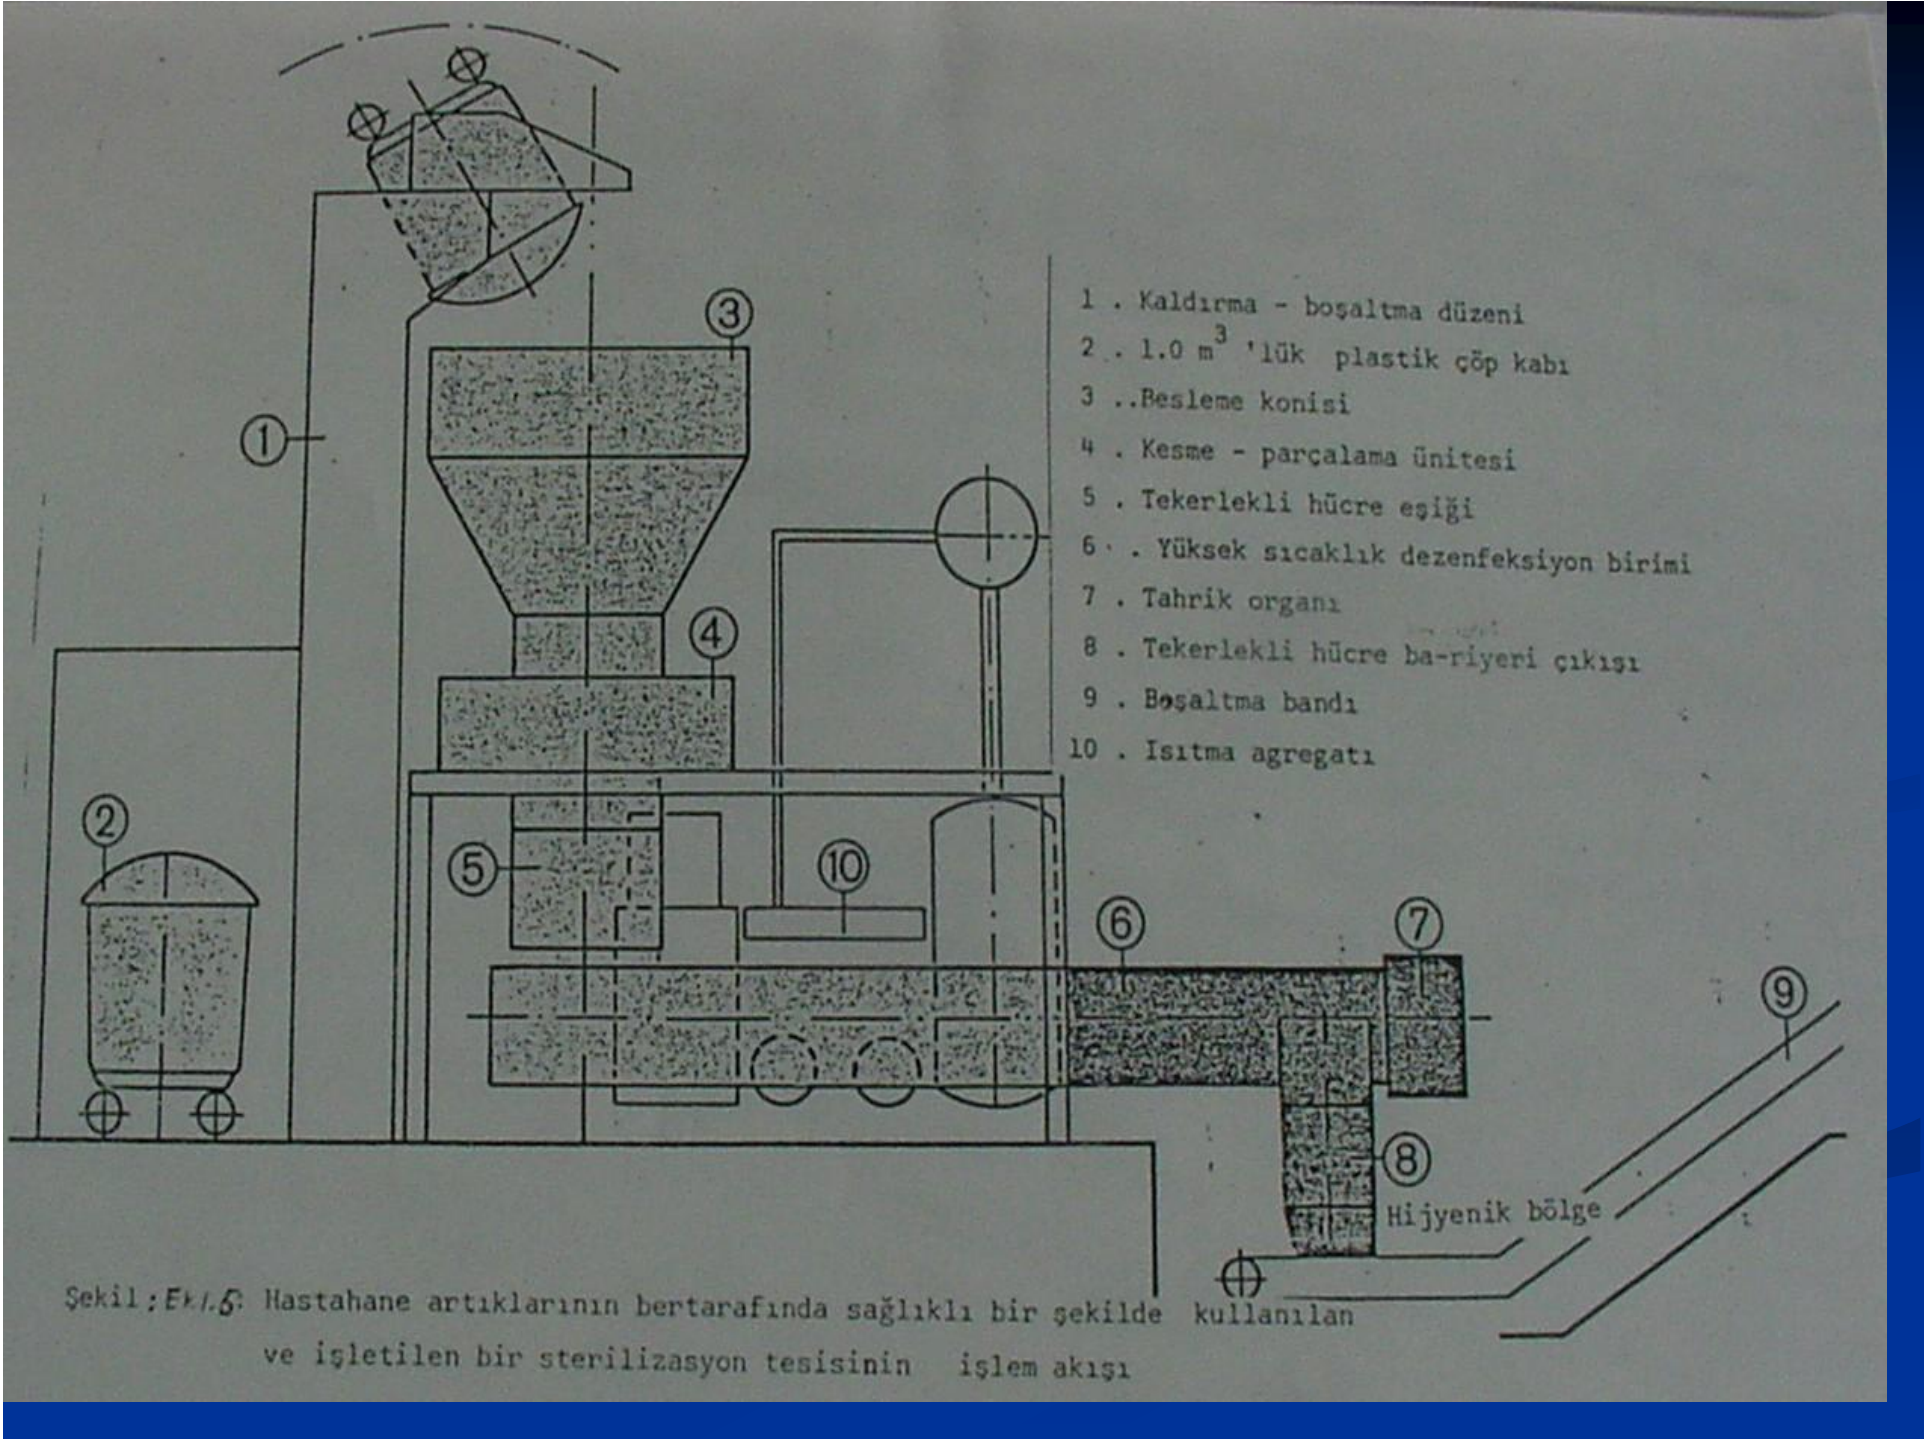 3
1 . Kaldırma - boşaltma düzeni
2 . 1.0 m³ 'lük plastik çöp kabı
3 ..Besleme konisi
1
4 . Kesme - parçalama ünitesi
5 . Tekerlekli hücre eşiği
6 . Yüksek sıcaklık dezenfeksiyon birimi
7 . Tahrik organı
4
8 . Tekerlekli hücre ba-riyeri çıkışı
9 . Boşaltma bandı
10 . Isıtma agregatı
2
5
10
6
7
9
8
Hijyenik bölge
Şekil : Ek 1.5: Hastahane artıklarının bertarafında sağlıklı bir şekilde kullanılan
ve işletilen bir sterilizasyon tesisinin işlem akışı